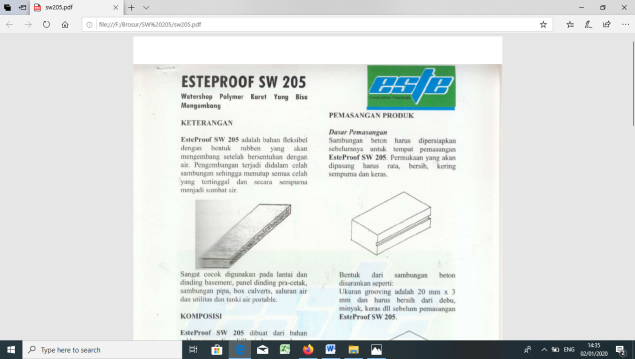 sw205.pdf
file:///F:/Brosur/SW%20205/sw205.pdf
ESTEPROOF SW 205
Waterstop Polymer Karet Yang Bisa
Mengembang
KETERANGAN
EsteProof SW 205 adalah bahan fleksibel
dengan bentuk rubben yang akan
mengembang setelah bersentuhan dengan
air. Pengembangan terjadi didalam celah
sambungan sehingga menutup semua celah
yang tertinggal dan secara sempurna
menjadi sumbat air.
Sangat cocok digunakan pada lantai dan
dinding basement, panel dinding pra-cetak,
sambungan pipa, box culverts, saluran air
dan utilitas dan tanki air portable.
KOMPOSISI
EsteProof SW 205 dibuat dari bahan
este
PEMASANGAN PRODUK
Dasar Pemasangan
Sambungan beton harus dipersiapkan
sebelumnya untuk tempat pemasangan
EsteProof SW 205. Permukaan yang akan
dipasang harus rata, bersih, kering
sempurna dan keras.
Bentuk dari sambungan beton
disarankan seperti:
Ukuran grooving adalah 20 mm x 3
mm dan harus bersih dari debu,
minyak, keras dll sebelum pemasangan
EsteProof SW 205.
Type here to search
ENG
14:35
02/01/2020